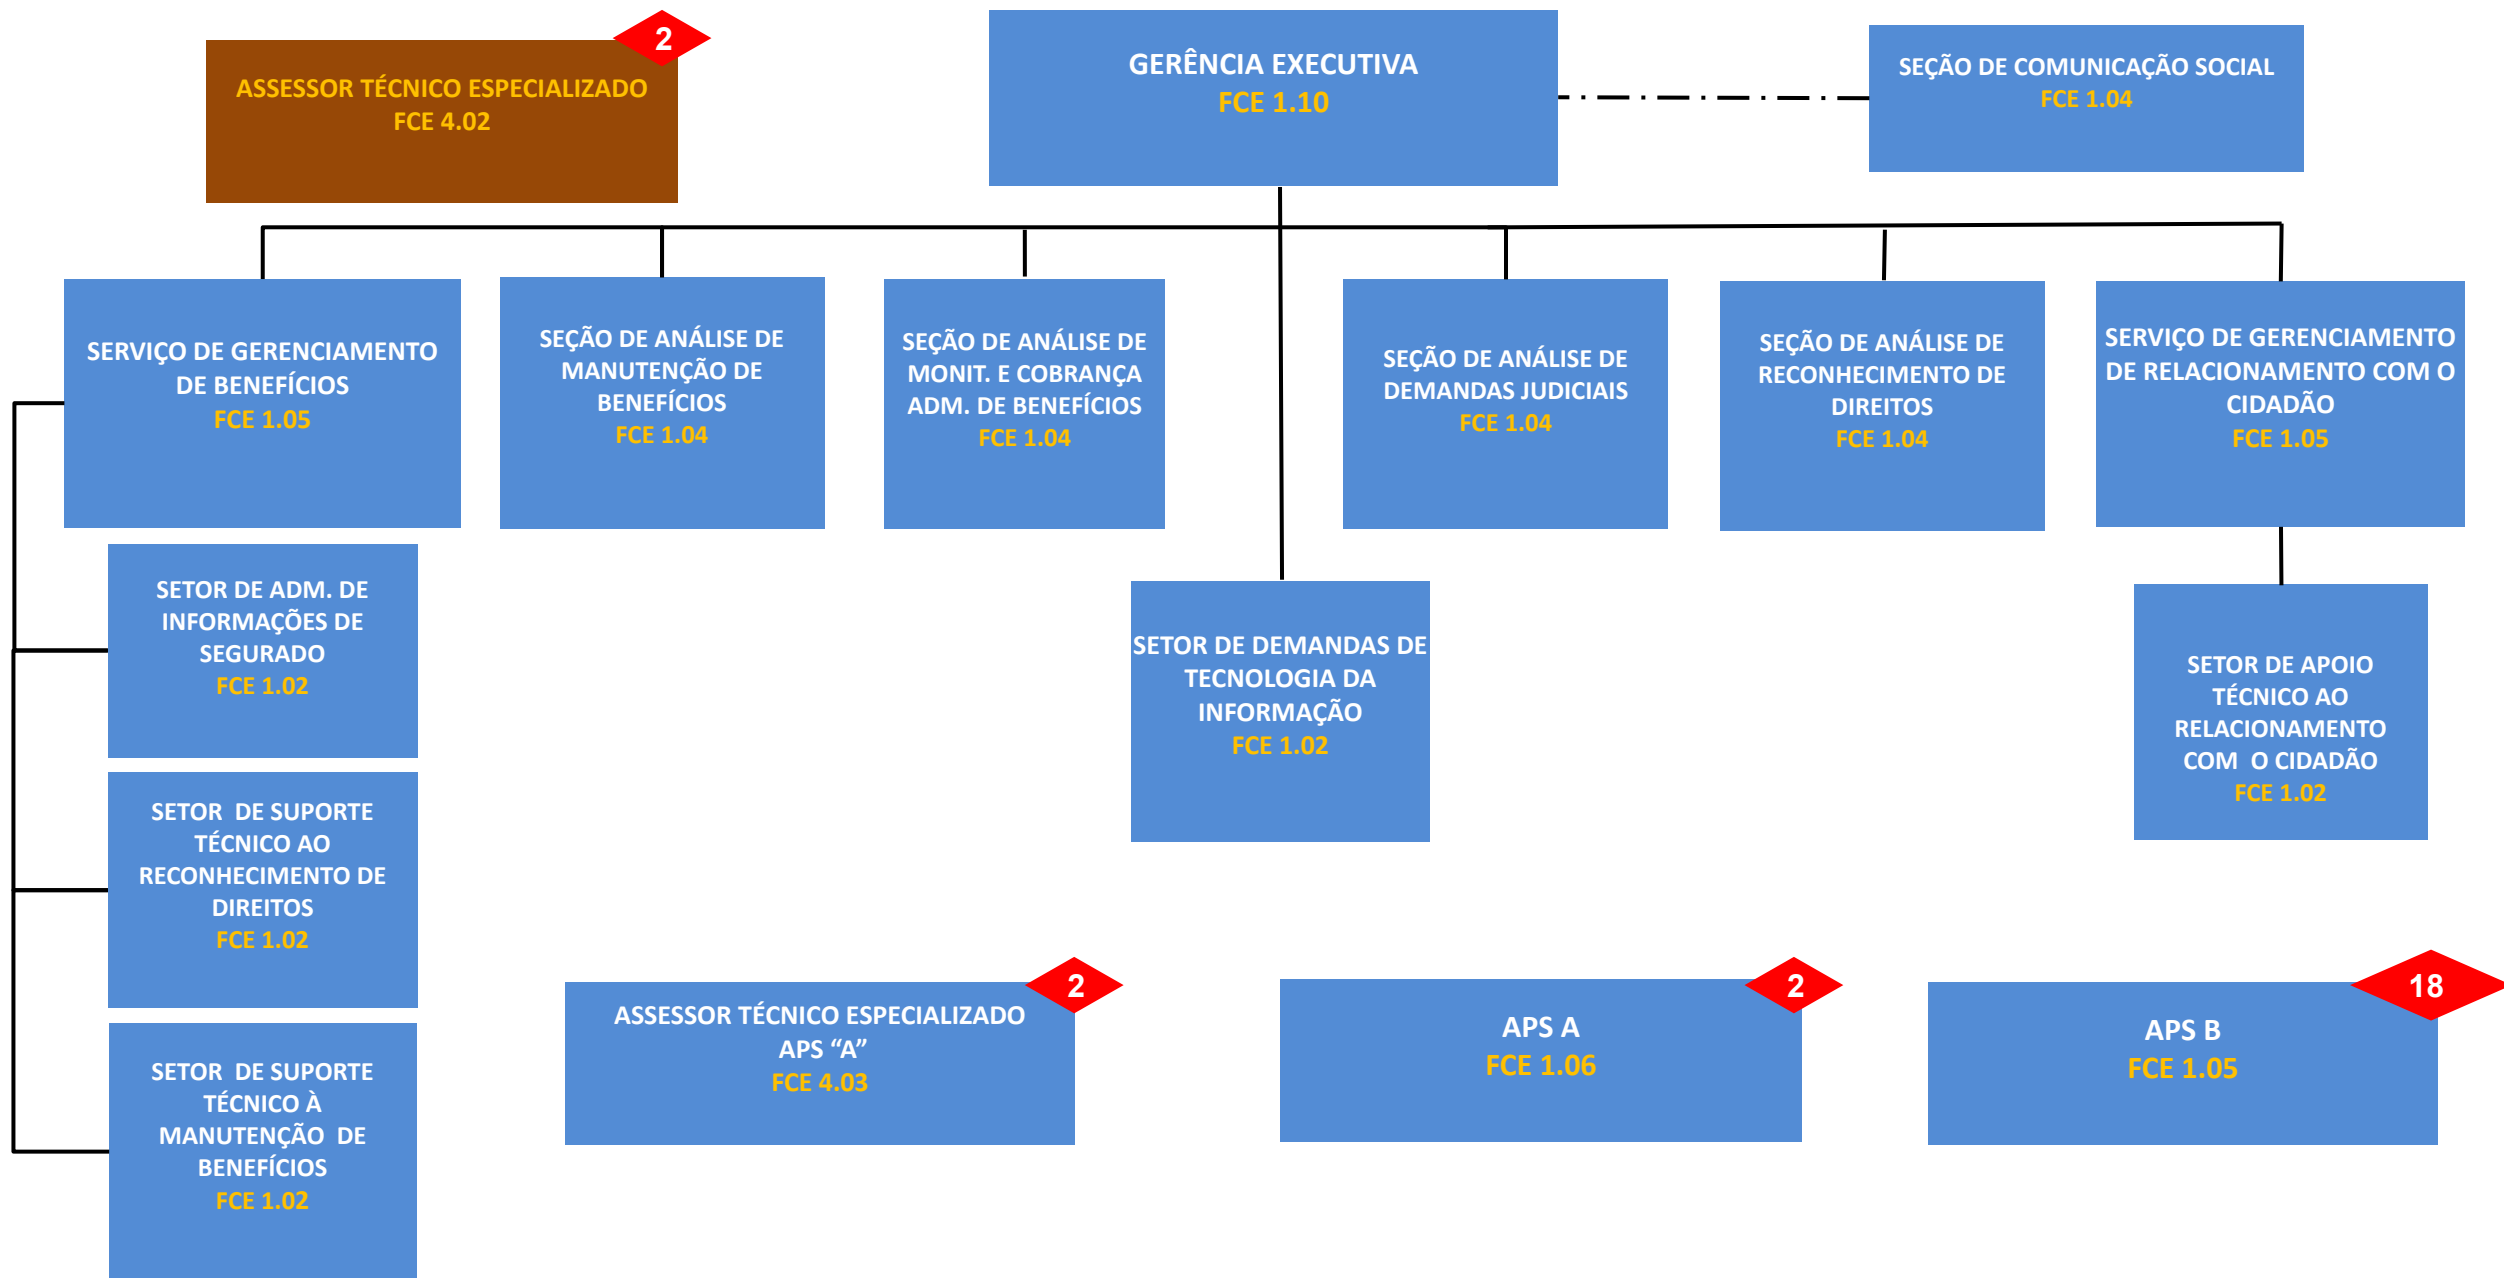 2
ASSESSOR TÉCNICO ESPECIALIZADO
FCE 4.02
GERÊNCIA EXECUTIVA
FCE 1.10
SEÇÃO DE COMUNICAÇÃO SOCIAL
FCE 1.04
SERVIÇO DE GERENCIAMENTO
DE BENEFÍCIOS
FCE 1.05
SEÇÃO DE ANÁLISE DE
MANUTENÇÃO DE
BENEFÍCIOS
FCE 1.04
SEÇÃO DE ANÁLISE DE
MONIT. E COBRANÇA
ADM. DE BENEFÍCIOS
FCE 1.04
SEÇÃO DE ANÁLISE DE
DEMANDAS JUDICIAIS
FCE 1.04
SEÇÃO DE ANÁLISE DE
RECONHECIMENTO DE
DIREITOS
FCE 1.04
SERVIÇO DE GERENCIAMENTO
DE RELACIONAMENTO COM O
CIDADÃO
FCE 1.05
SETOR DE ADM. DE
INFORMAÇÕES DE
SEGURADO
FCE 1.02
SETOR DE DEMANDAS DE
TECNOLOGIA DA
INFORMAÇÃO
FCE 1.02
SETOR DE APOIO
TÉCNICO AO
RELACIONAMENTO
COM  O CIDADÃO
FCE 1.02
SETOR  DE SUPORTE
TÉCNICO AO
RECONHECIMENTO DE
DIREITOS
FCE 1.02
SETOR  DE SUPORTE
TÉCNICO À
MANUTENÇÃO  DE
BENEFÍCIOS
FCE 1.02
2
ASSESSOR TÉCNICO ESPECIALIZADO
APS “A”
FCE 4.03
2
APS A
FCE 1.06
18
APS B
FCE 1.05